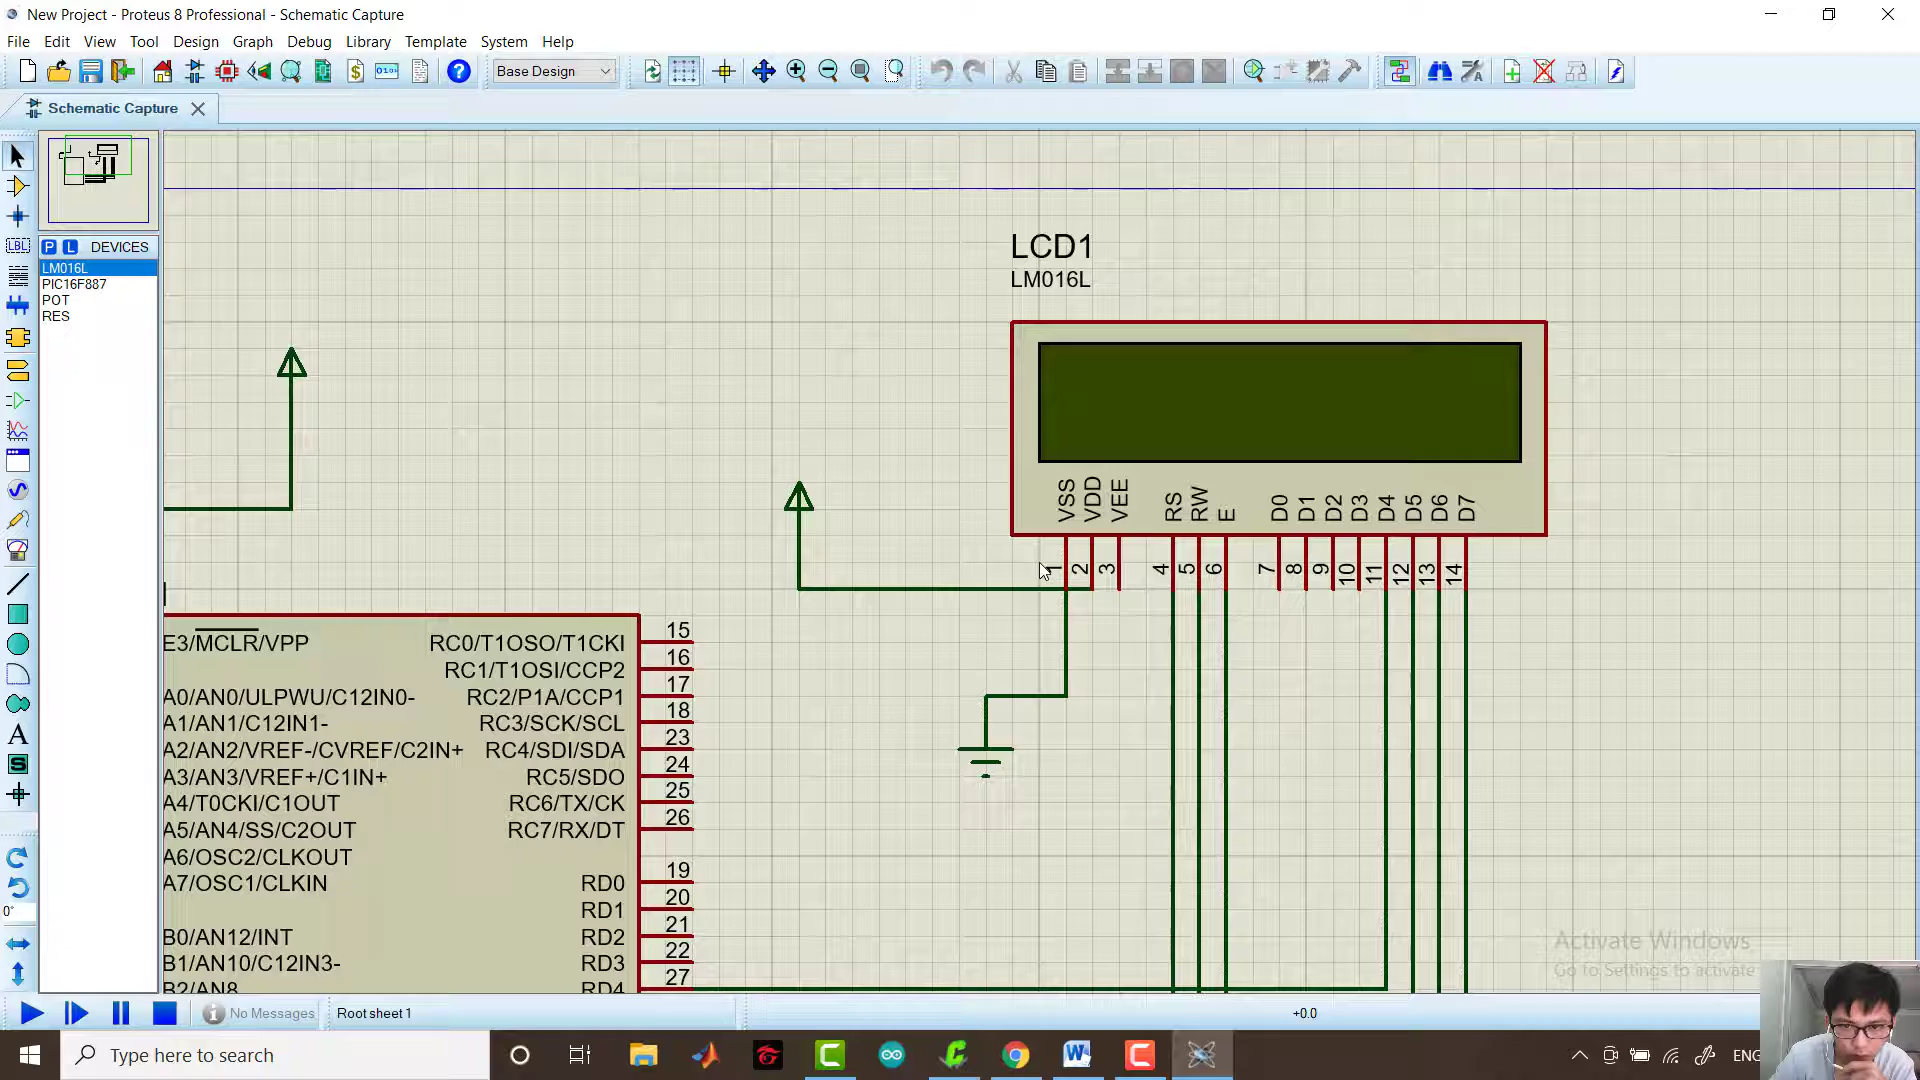 New Project - Proteus 8 Professional - Schematic Capture
File Edit View Tool Design Graph Debug Library Template System Help
Base Design
Schematic Capture
P L DEVICES
LM016L
PIC16F887
POT
RES
LBL
A
S
0°
LCD1
LM016L
VSS VDD VEE RS RW E D0 D1 D2 D3 D4 D5 D6 D7
1 2 3 4 5 6 7 8 9 10 11 12 13 14
E3/MCLR/VPP RC0/T1OSO/T1CKI 15
RC1/T1OSI/CCP2 16
A0/AN0/ULPWU/C12IN0- RC2/P1A/CCP1 17
A1/AN1/C12IN1- RC3/SCK/SCL 18
A2/AN2/VREF-/CVREF/C2IN+ RC4/SDI/SDA 23
A3/AN3/VREF+/C1IN+ RC5/SDO 24
A4/T0CKI/C1OUT RC6/TX/CK 25
A5/AN4/SS/C2OUT RC7/RX/DT 26
A6/OSC2/CLKOUT
A7/OSC1/CLKIN RD0 19
RD1 20
B0/AN12/INT RD2 21
B1/AN10/C12IN3- RD3 22
B2/AN8 RD4 27
Activate Windows
Go to Settings to activate
No Messages Root sheet 1 +0.0
Type here to search
ENG